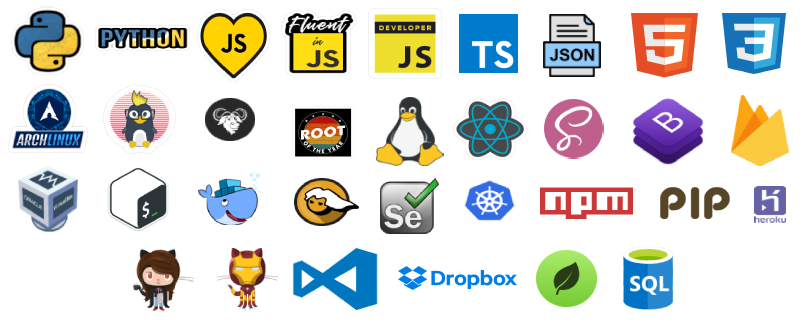 PYTHON
JS
Fluent
in
JS
DEVELOPER
JS
TS
JSON
5
3
ARCHLINUX
ROOT
OF THE YEAR
B
ORACLE
$_
Se
npm
PIP
heroku
Dropbox
SQL